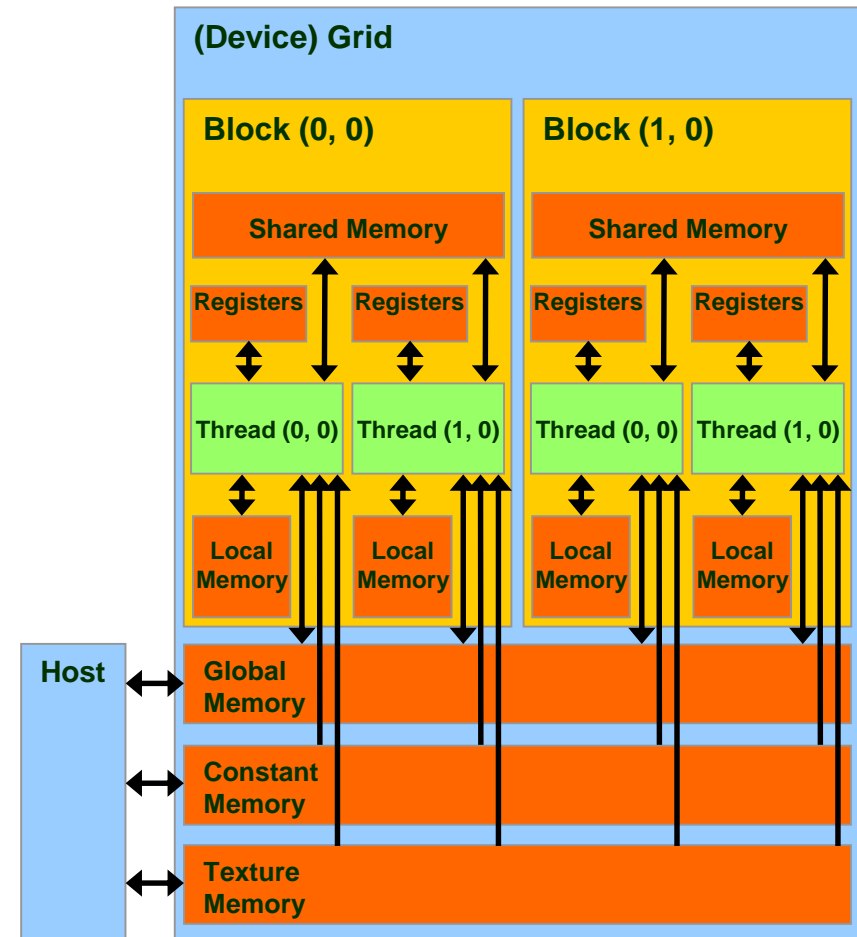 (Device) Grid
Block (0, 0)
Shared Memory
Registers
Registers
Thread (0, 0)
Thread (1, 0)
Local
Memory
Local
Memory
Block (1, 0)
Shared Memory
Registers
Registers
Thread (0, 0)
Thread (1, 0)
Local
Memory
Local
Memory
Host
Global
Memory
Constant
Memory
Texture
Memory